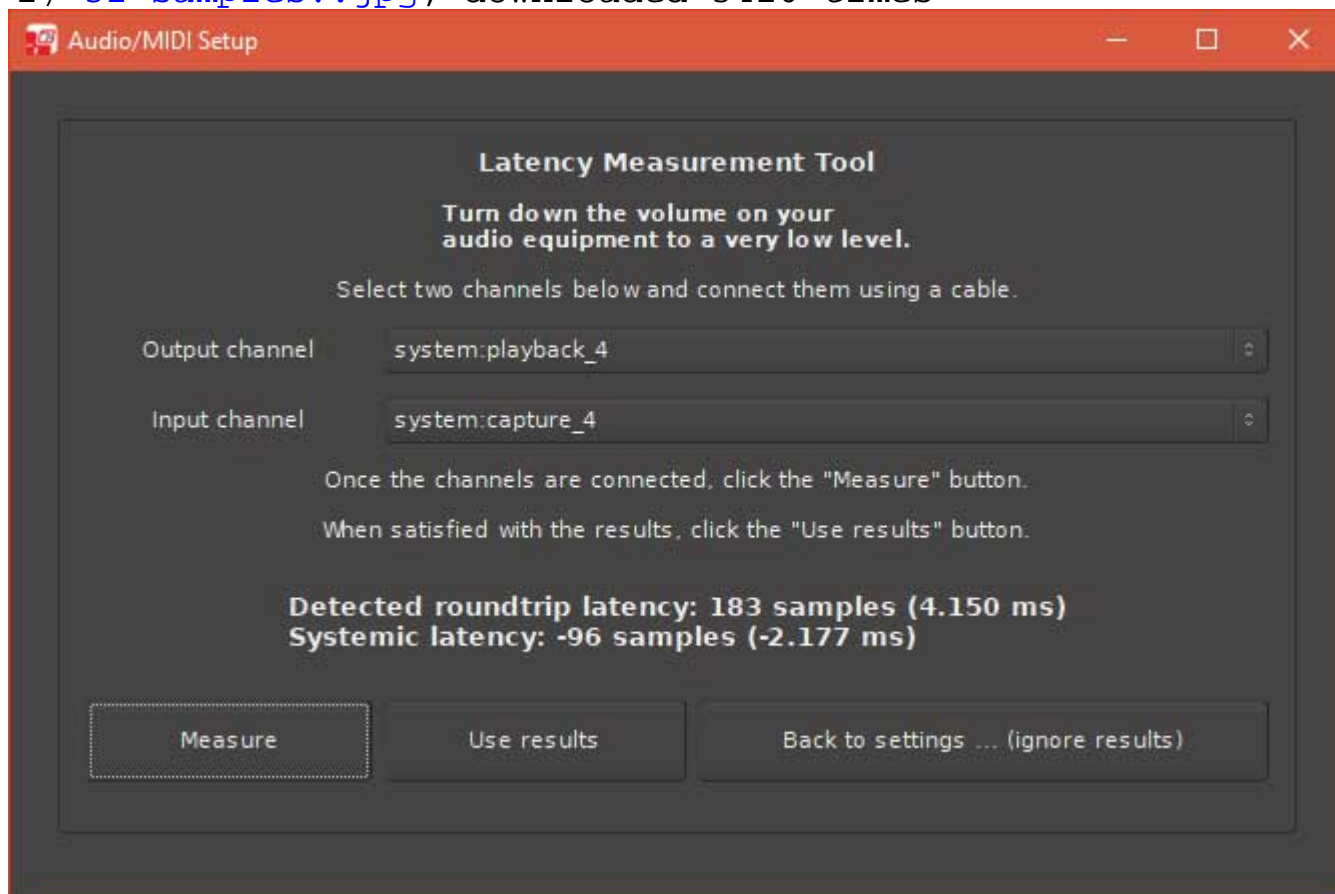 Audio/MIDI Setup
Latency Measurement Tool
Turn down the volume on your
audio equipment to a very low level.
Select two channels below and connect them using a cable.
Output channel system:playback_4
Input channel system:capture_4
Once the channels are connected, click the "Measure" button.
When satisfied with the results, click the "Use results" button.
Detected roundtrip latency: 183 samples (4.150 ms)
Systemic latency: -96 samples (-2.177 ms)
Measure Use results Back to settings ... (ignore results)